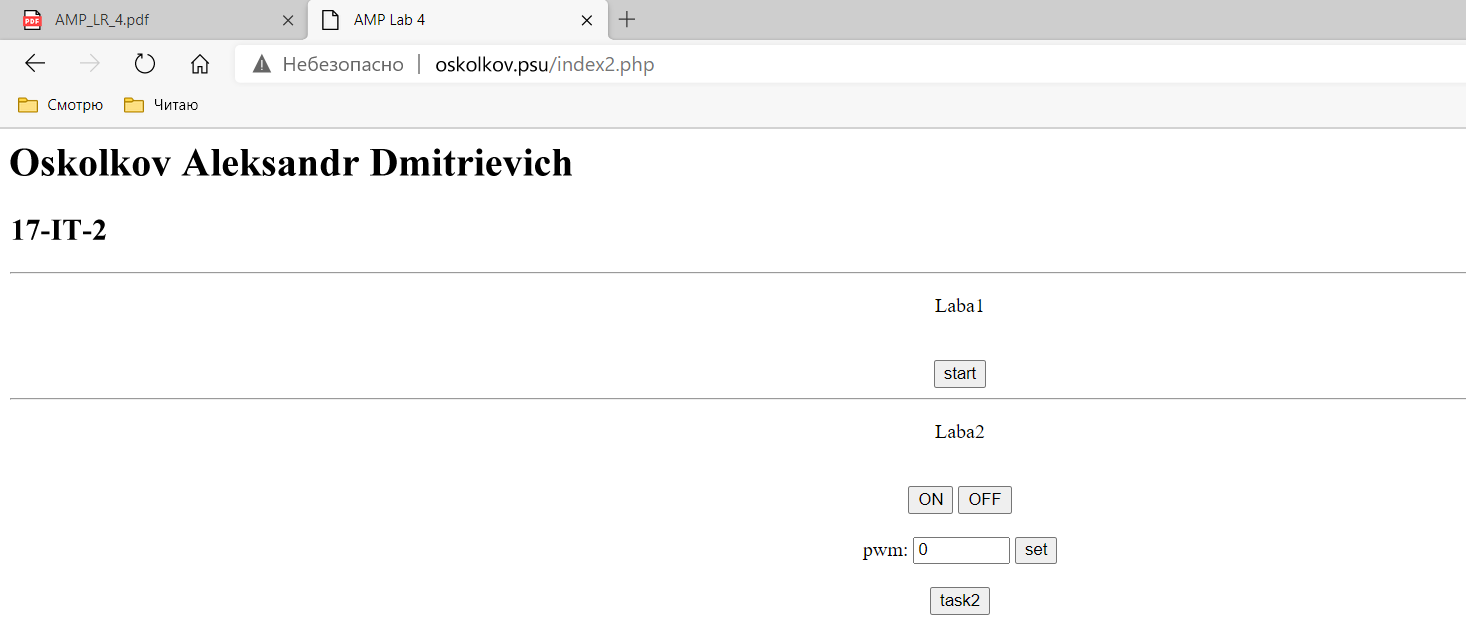 AMP_LR_4.pdf
AMP Lab 4
Небезопасно | oskolkov.psu/index2.php
Смотрю
Читаю
Oskolkov Aleksandr Dmitrievich
17-IT-2
Laba1
start
Laba2
ON OFF
pwm: 0 set
task2